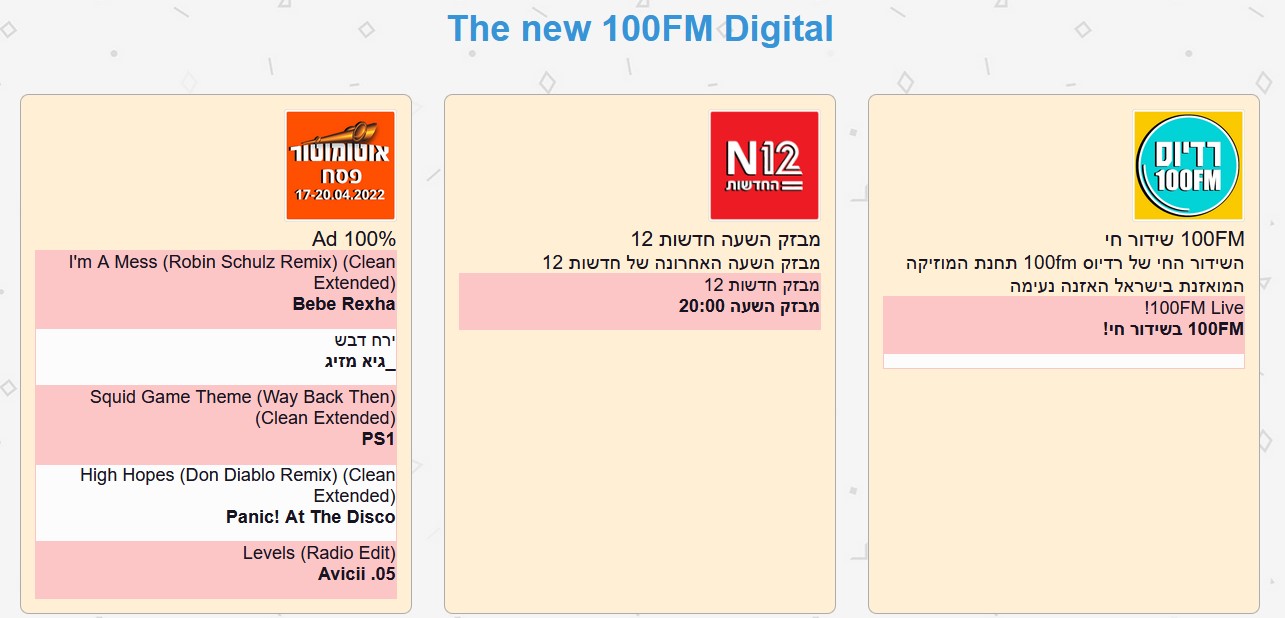 The new 100FM Digital
אוטומוטור
פסח
17-20.04.2022
Ad 100%
I'm A Mess (Robin Schulz Remix) (Clean
Extended)
Bebe Rexha
ירח דבש
_גיא מזיג
Squid Game Theme (Way Back Then)
(Clean Extended)
PS1
High Hopes (Don Diablo Remix) (Clean
Extended)
Panic! At The Disco
Levels (Radio Edit)
Avicii .05
N12
החדשות
מבזק השעה חדשות 12
מבזק השעה האחרונה של חדשות 12
מבזק חדשות 12
מבזק השעה 20:00
רדיוס
100FM
100FM שידור חי
השידור החי של רדיוס 100fm תחנת המוזיקה
המואזנת בישראל האזנה נעימה
!100FM Live
100FM בשידור חי!